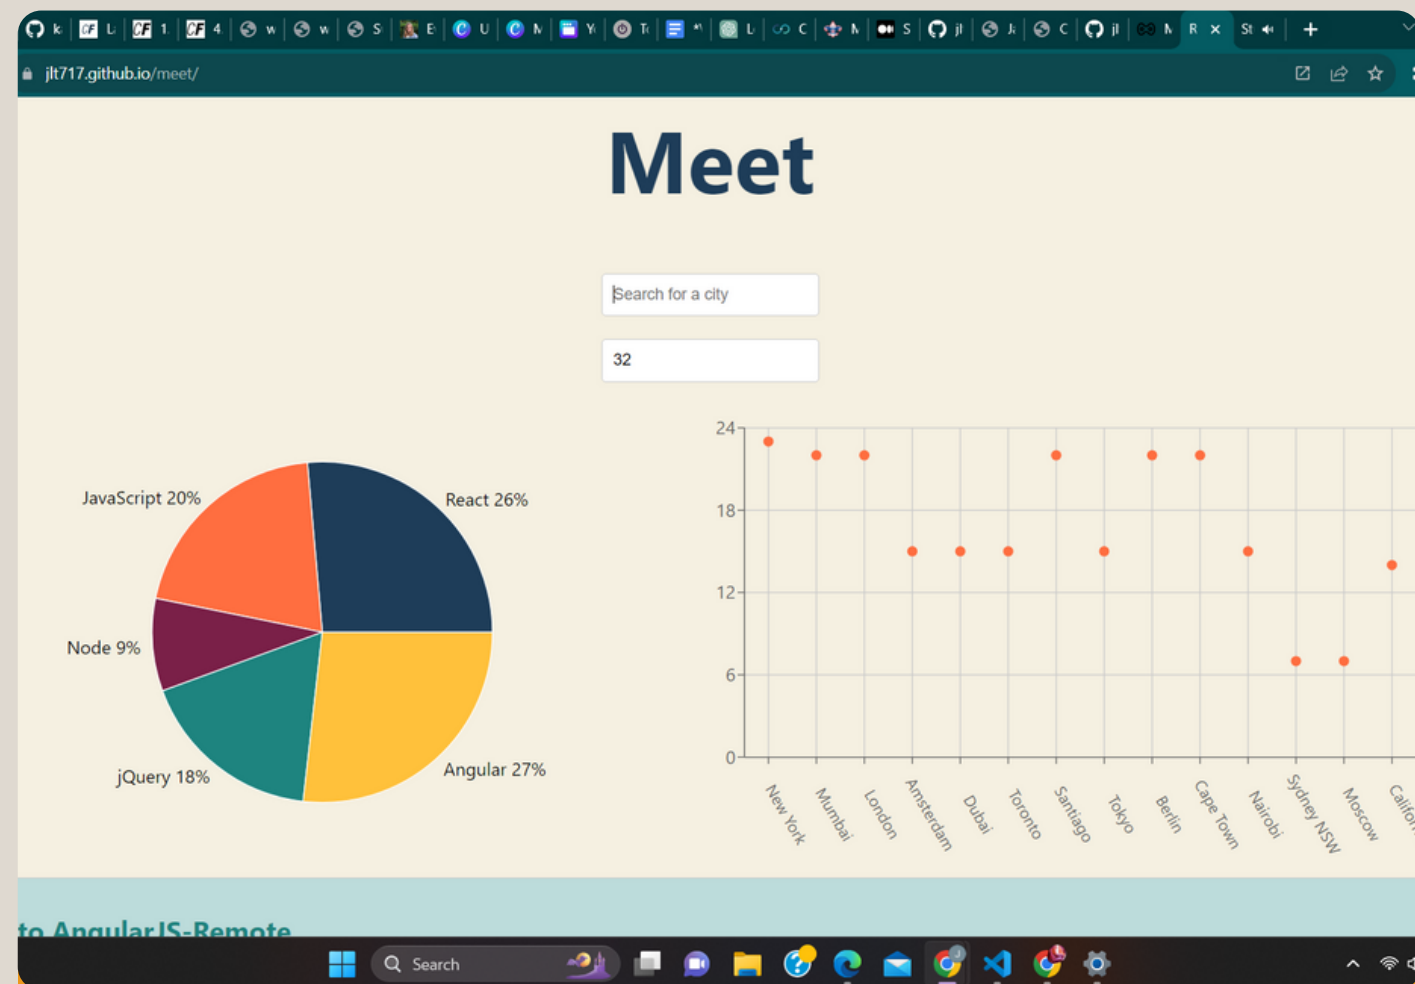 jlt717.github.io/meet/
Meet
Search for a city
32
JavaScript 20%
React 26%
Node 9%
jQuery 18%
Angular 27%
24
18
12
6
0
New York
Mumbai
London
Amsterdam
Dubai
Toronto
Santiago
Tokyo
Berlin
Cape Town
Nairobi
Sydney NSW
Moscow
Califor
to AngularJS-Remote
Search